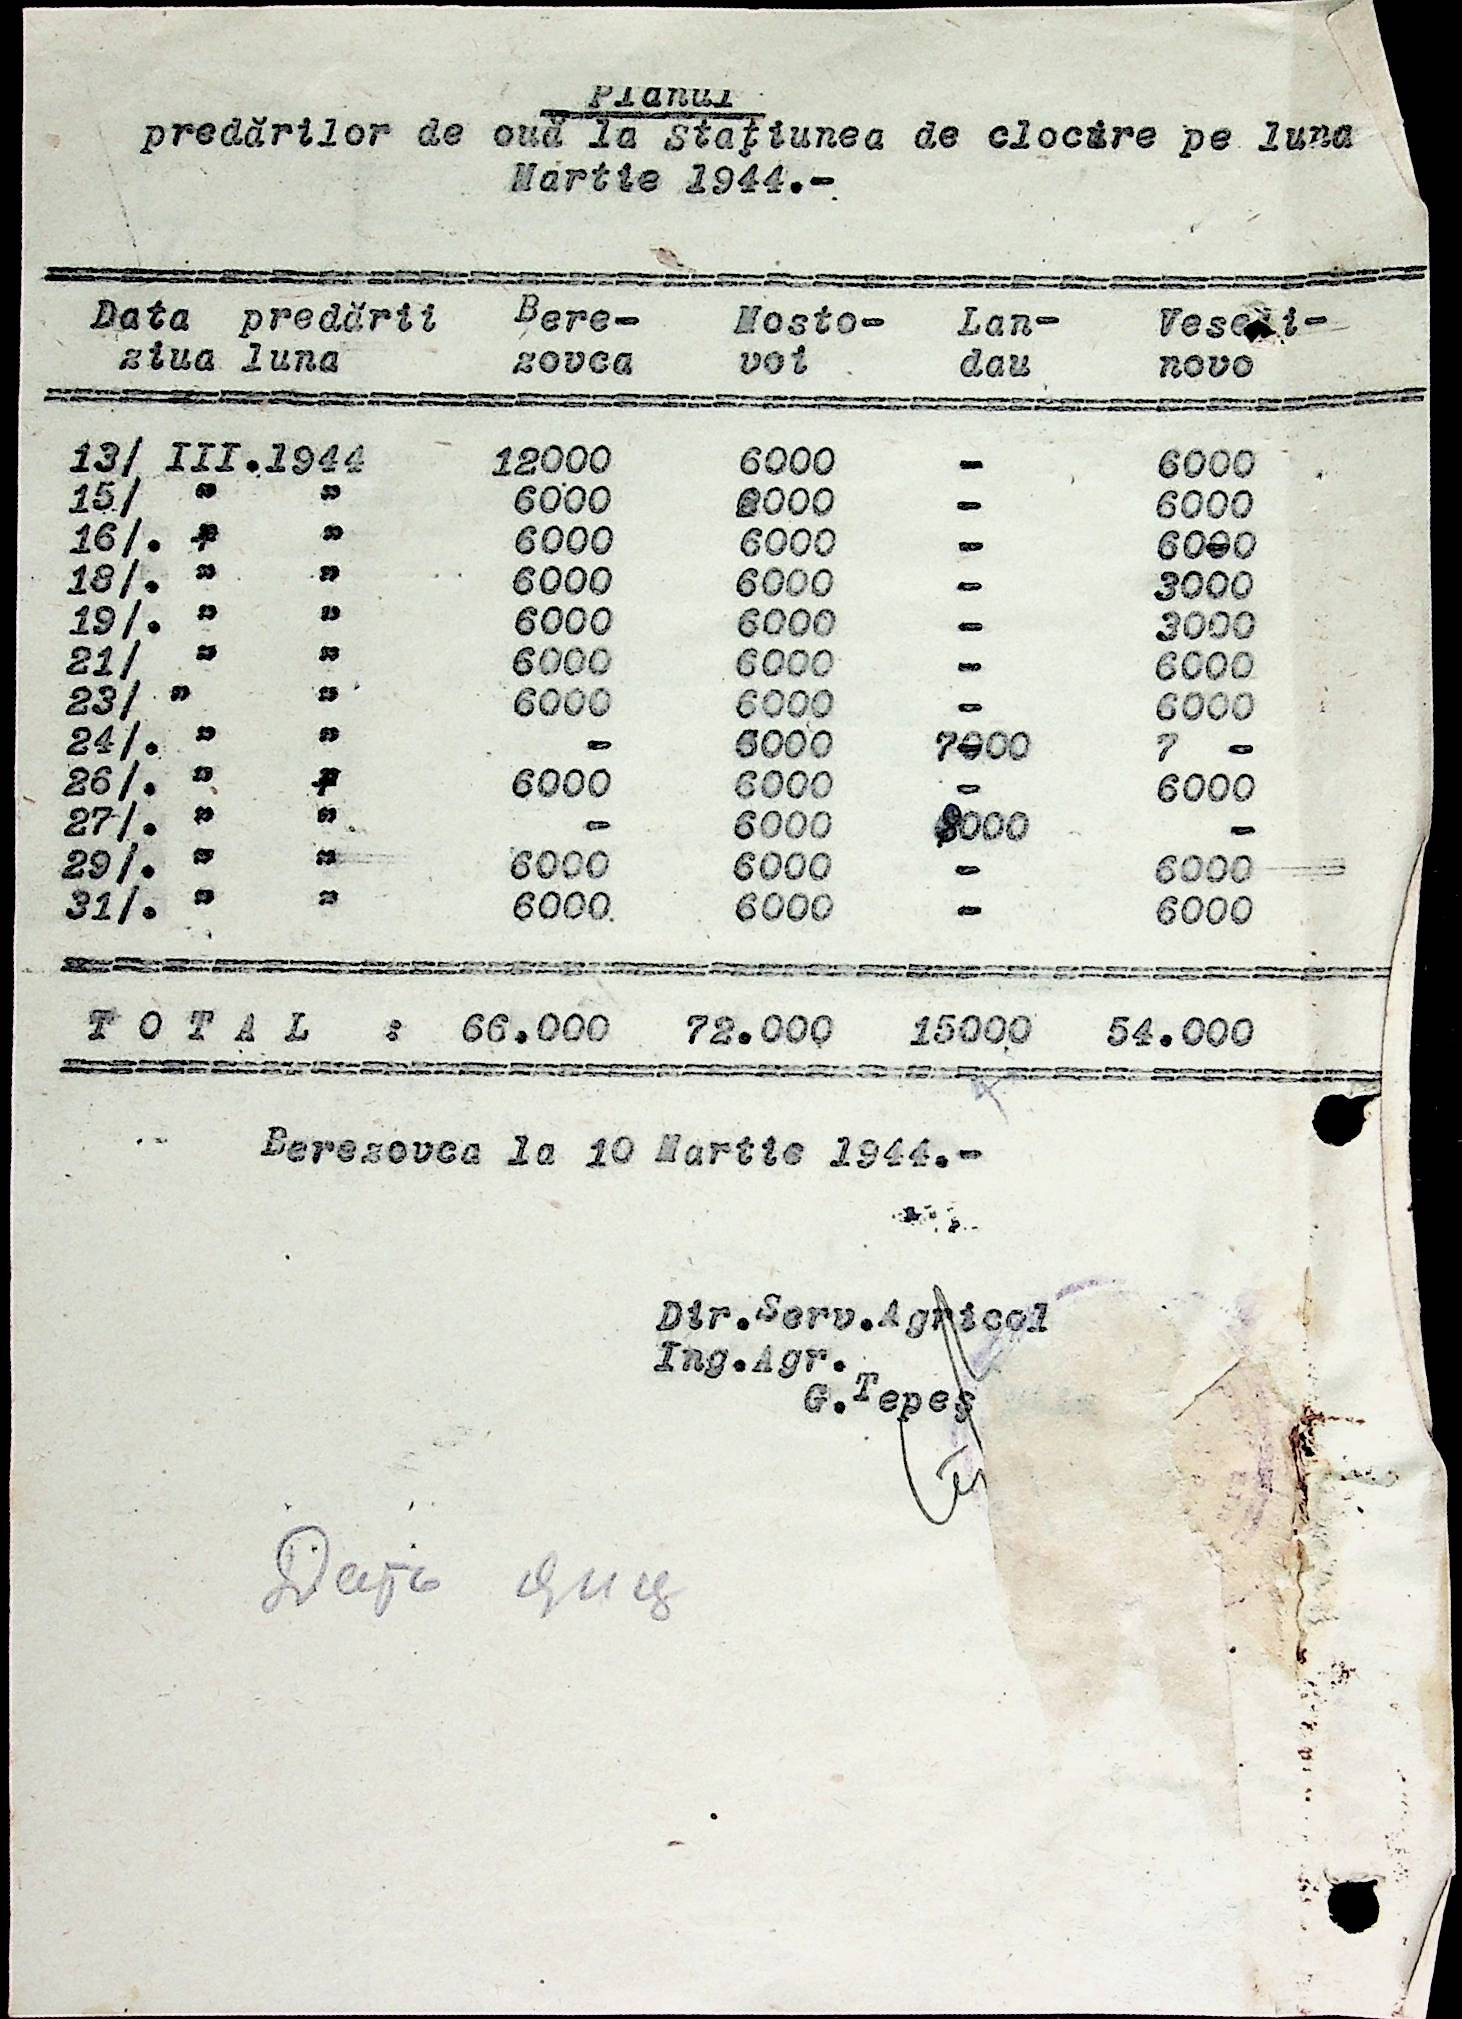 Planul
predărilor de ouă la Staţiunea de clocire pe luna
Martie 1944.-
Data predării Bere- Mosto- Lan- Veseli-
ziua luna zovca voi dau novo
13/ III.1944 12000 6000 - 6000
15/ " " 6000 6000 - 6000
16/. " " 6000 6000 - 6000
18/. " " 6000 6000 - 3000
19/. " " 6000 6000 - 3000
21/ " " 6000 6000 - 6000
23/ " " 6000 6000 - 6000
24/. " " - 6000 7000 7 -
26/. " " 6000 6000 - 6000
27/. " " - 6000 8000 -
29/. " " 6000 6000 - 6000
31/. " " 6000 6000 - 6000
T O T A L : 66.000 72.000 15000 54.000
Berezovca la 10 Martie 1944.-
Dir.Serv.Agricol
Ing.Agr.
G.Tepeş